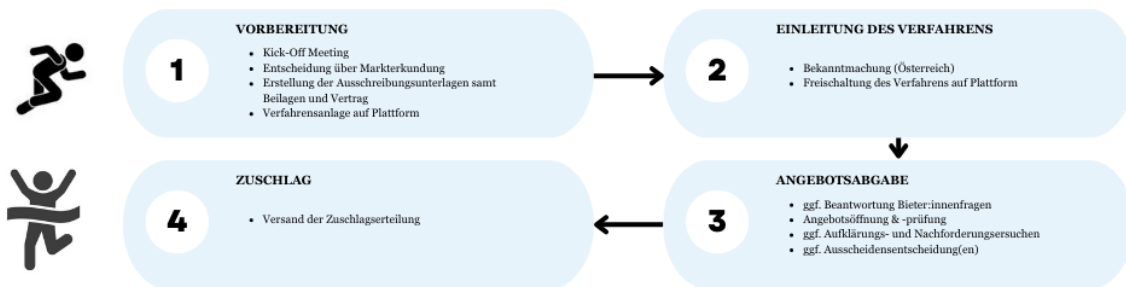 1
VORBEREITUNG
• Kick-Off Meeting
• Entscheidung über Markterkundung
• Erstellung der Ausschreibungsunterlagen samt
Beilagen und Vertrag
• Verfahrensanlage auf Plattform
2
EINLEITUNG DES VERFAHRENS
• Bekanntmachung (Österreich)
• Freischaltung des Verfahrens auf Plattform
3
ANGEBOTSABGABE
• ggf. Beantwortung Bieter:innenfragen
• Angebotsöffnung & -prüfung
• ggf. Aufklärungs- und Nachforderungsersuchen
• ggf. Ausscheidensentscheidung(en)
4
ZUSCHLAG
• Versand der Zuschlagserteilung